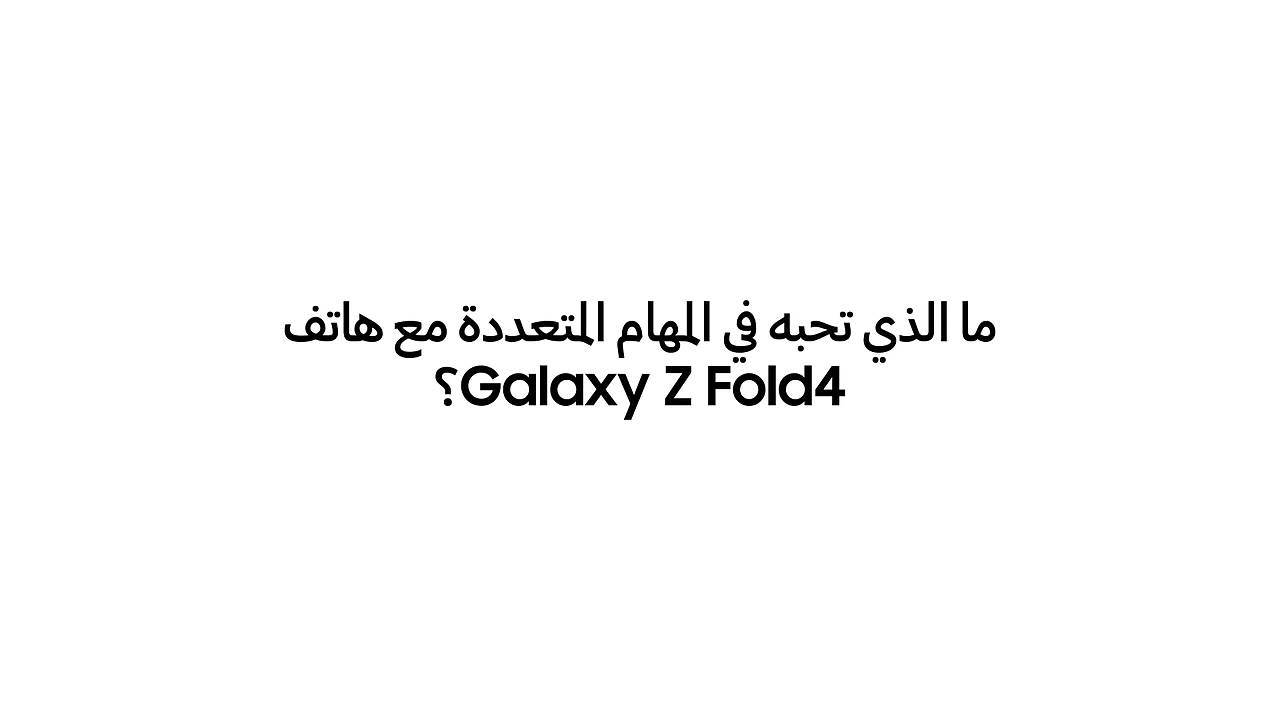 ما الذي تحبه في المهام المتعددة مع هاتف
Galaxy Z Fold4؟